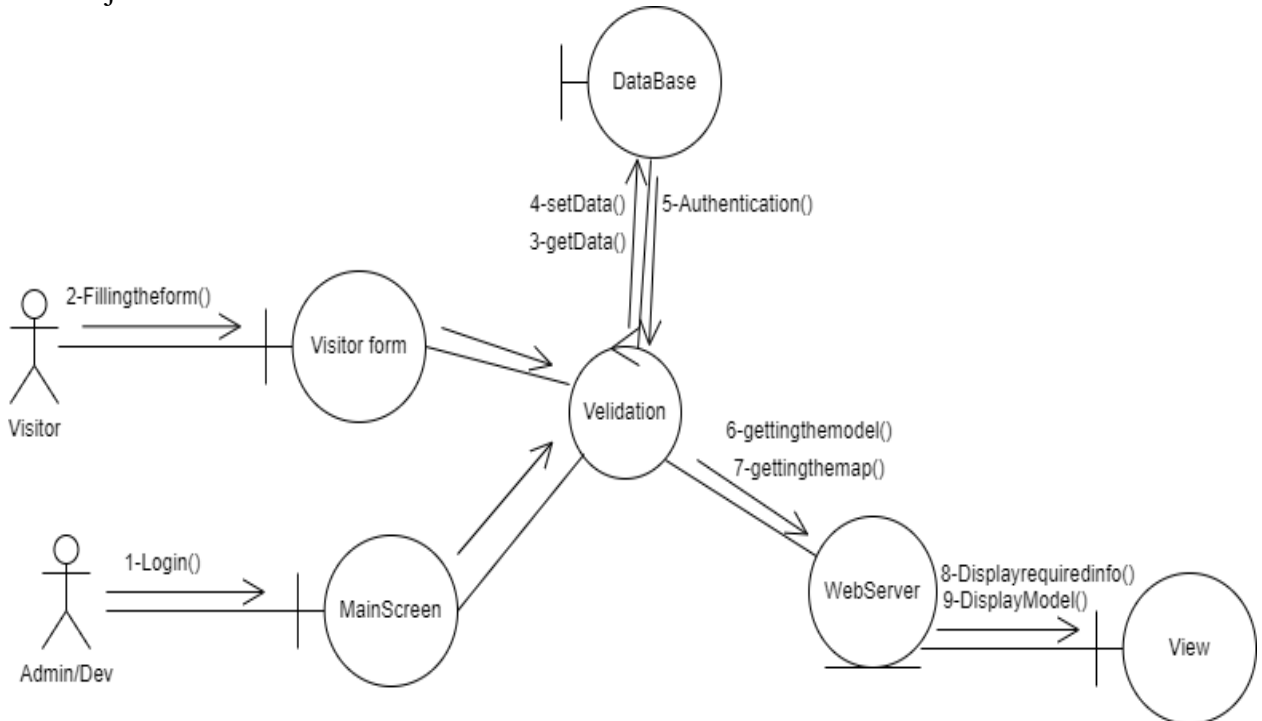 DataBase
4-setData()
5-Authentication()
3-getData()
2-Fillingtheform()
Visitor form
Visitor
Velidation
6-gettingthemodel()
7-gettingthemap()
1-Login()
MainScreen
Admin/Dev
WebServer
8-Displayrequiredinfo()
9-DisplayModel()
View